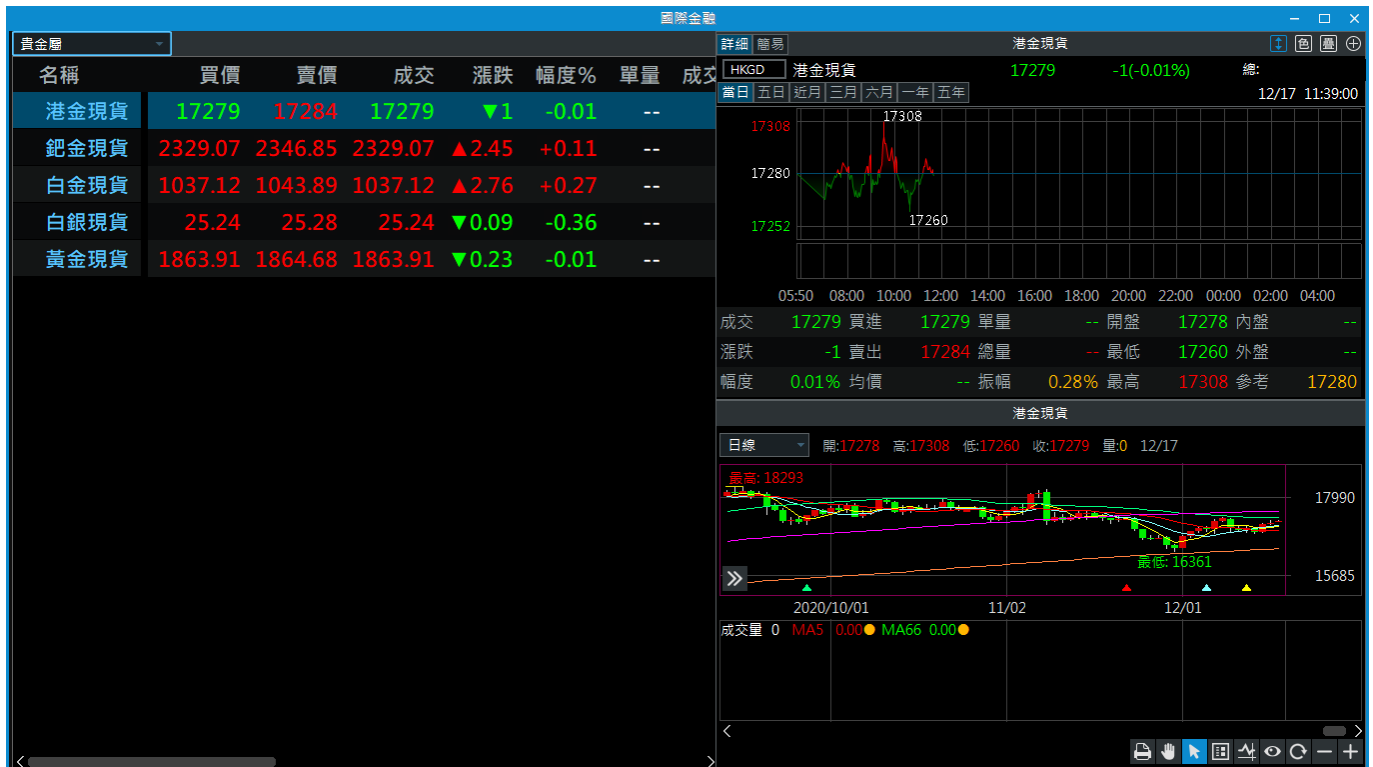 國際金融
貴金屬
名稱 買價 賣價 成交 漲跌 幅度% 單量
港金現貨 17279 17284 17279 ▼1 -0.01 --
鈀金現貨 2329.07 2346.85 2329.07 ▲2.45 +0.11 --
白金現貨 1037.12 1043.89 1037.12 ▲2.76 +0.27 --
白銀現貨 25.24 25.28 25.24 ▼0.09 -0.36 --
黃金現貨 1863.91 1864.68 1863.91 ▼0.23 -0.01 --
詳細 簡易 港金現貨 色 疊
HKGD 港金現貨 17279 -1(-0.01%) 總:
當日 五日 近月 三月 六月 一年 五年 12/17 11:39:00
17308
17308
17280
17260
17252
05:50 08:00 10:00 12:00 14:00 16:00 18:00 20:00 22:00 00:00 02:00 04:00
成交 17279 買進 17279 單量 -- 開盤 17278 內盤 --
漲跌 -1 賣出 17284 總量 -- 最低 17260 外盤 --
幅度 0.01% 均價 -- 振幅 0.28% 最高 17308 參考 17280
港金現貨
日線 開:17278 高:17308 低:17260 收:17279 量:0 12/17
最高: 18293
17990
最低: 16361
15685
2020/10/01 11/02 12/01
成交量 0 MA5 0.00 MA66 0.00